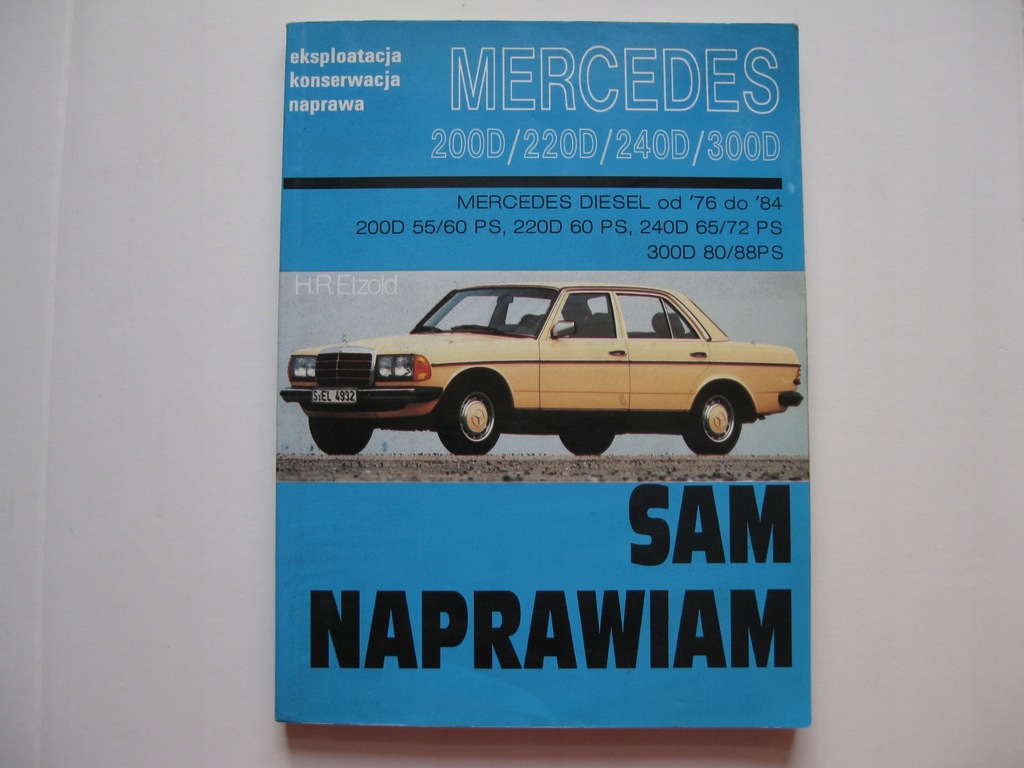 eksploatacja
konserwacja
naprawa
MERCEDES
200D/220D/240D/300D
MERCEDES DIESEL od '76 do '84
200D 55/60 PS, 220D 60 PS, 240D 65/72 PS
300D 80/88PS
H.R. Etzold
S·EL 4932
SAM
NAPRAWIAM